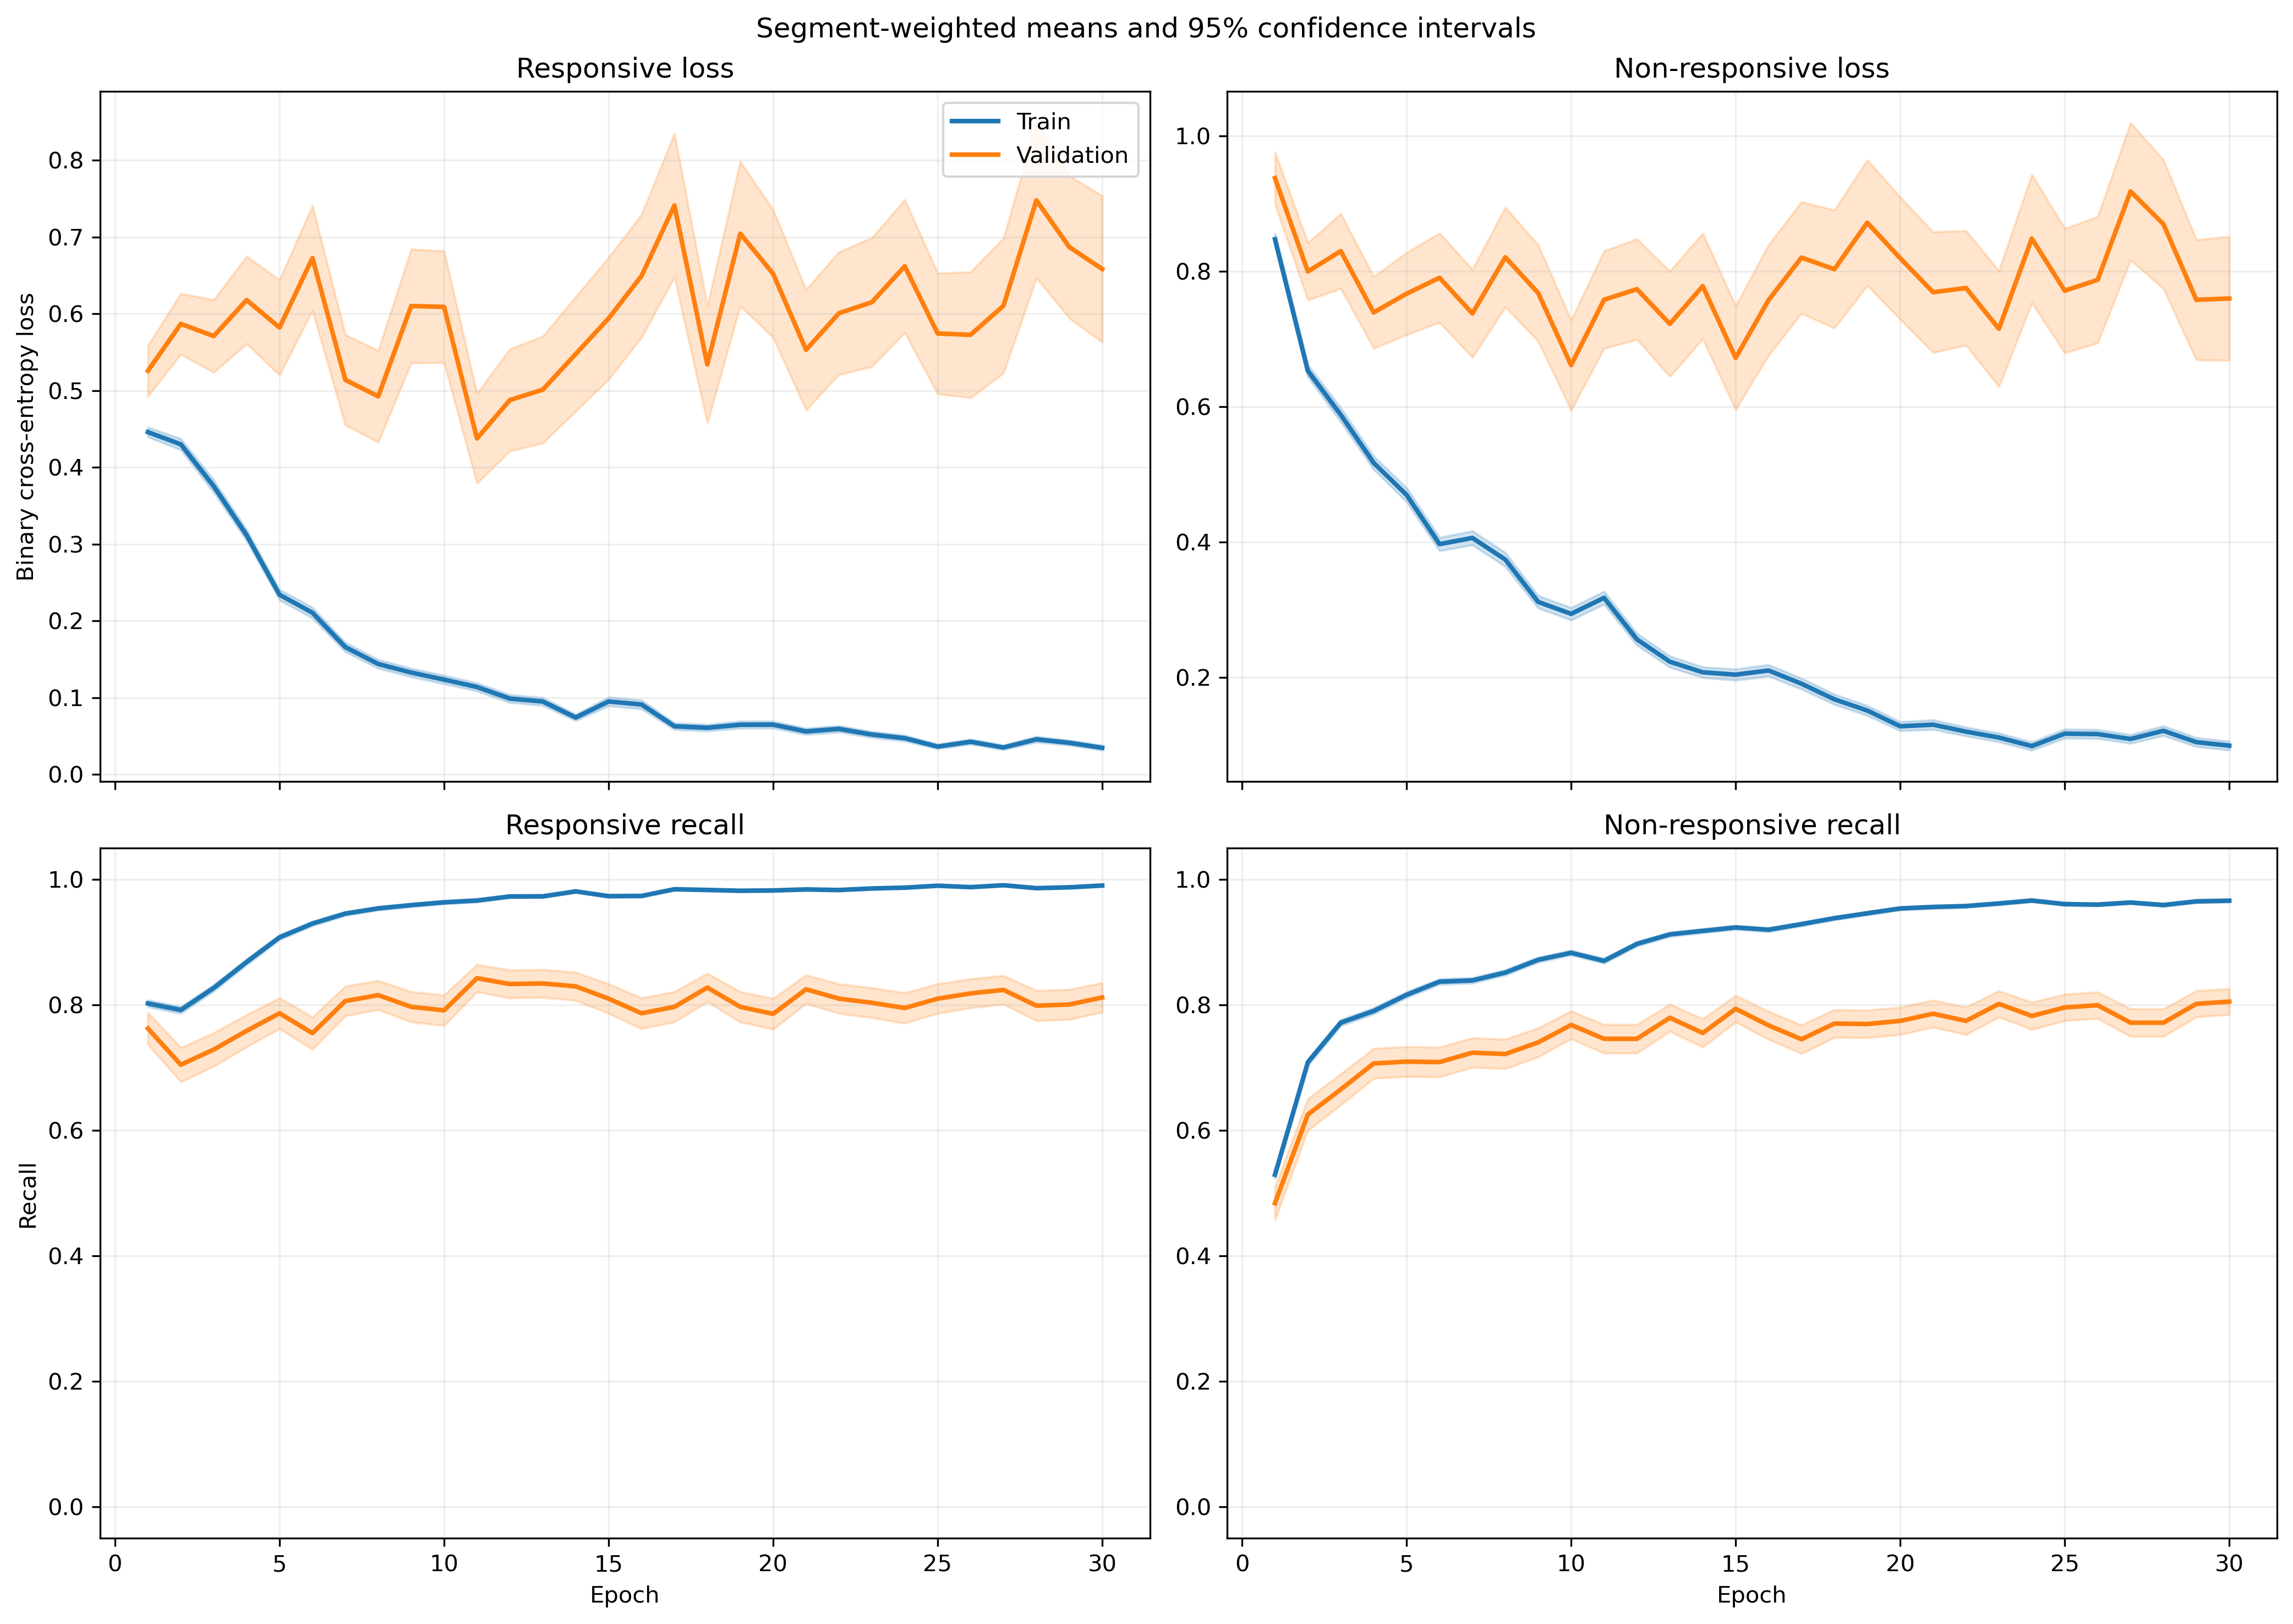 Segment-weighted means and 95% confidence intervals
Responsive loss
Non-responsive loss
Train
Validation
Binary cross-entropy loss
0.8
0.7
0.6
0.5
0.4
0.3
0.2
0.1
0.0
1.0
0.8
0.6
0.4
0.2
Responsive recall
Non-responsive recall
Recall
1.0
0.8
0.6
0.4
0.2
0.0
1.0
0.8
0.6
0.4
0.2
0.0
0 5 10 15 20 25 30
0 5 10 15 20 25 30
Epoch
Epoch